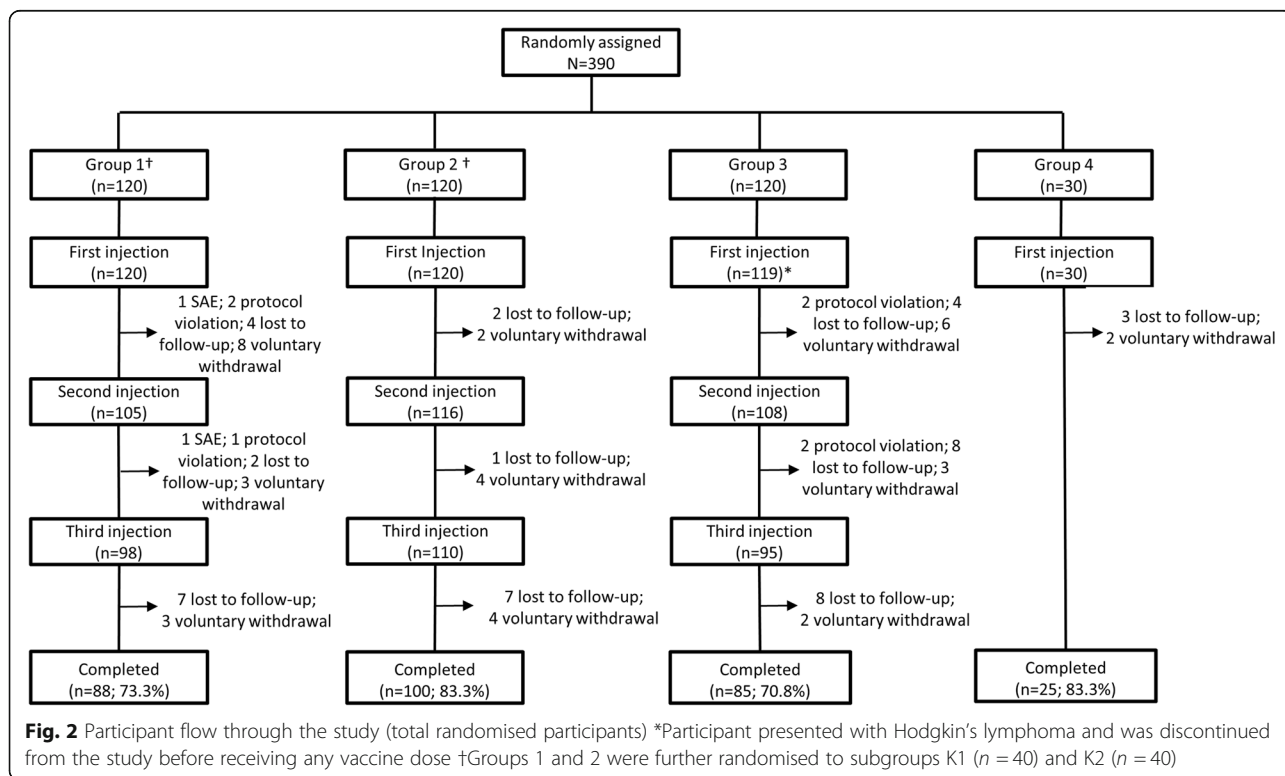 Randomly assigned
N=390
Group 1†
(n=120)
Group 2 †
(n=120)
Group 3
(n=120)
Group 4
(n=30)
First injection
(n=120)
First Injection
(n=120)
First injection
(n=119)*
First injection
(n=30)
1 SAE; 2 protocol
violation; 4 lost to
follow-up; 8 voluntary
withdrawal
2 lost to follow-up;
2 voluntary withdrawal
2 protocol violation; 4
lost to follow-up; 6
voluntary withdrawal
3 lost to follow-up;
2 voluntary withdrawal
Second injection
(n=105)
Second injection
(n=116)
Second injection
(n=108)
1 SAE; 1 protocol
violation; 2 lost to
follow-up; 3 voluntary
withdrawal
1 lost to follow-up;
4 voluntary withdrawal
2 protocol violation; 8
lost to follow-up; 3
voluntary withdrawal
Third injection
(n=98)
Third injection
(n=110)
Third injection
(n=95)
7 lost to follow-up;
3 voluntary withdrawal
7 lost to follow-up;
4 voluntary withdrawal
8 lost to follow-up;
2 voluntary withdrawal
Completed
(n=88; 73.3%)
Completed
(n=100; 83.3%)
Completed
(n=85; 70.8%)
Completed
(n=25; 83.3%)
Fig. 2 Participant flow through the study (total randomised participants) *Participant presented with Hodgkin’s lymphoma and was discontinued
from the study before receiving any vaccine dose †Groups 1 and 2 were further randomised to subgroups K1 (n = 40) and K2 (n = 40)